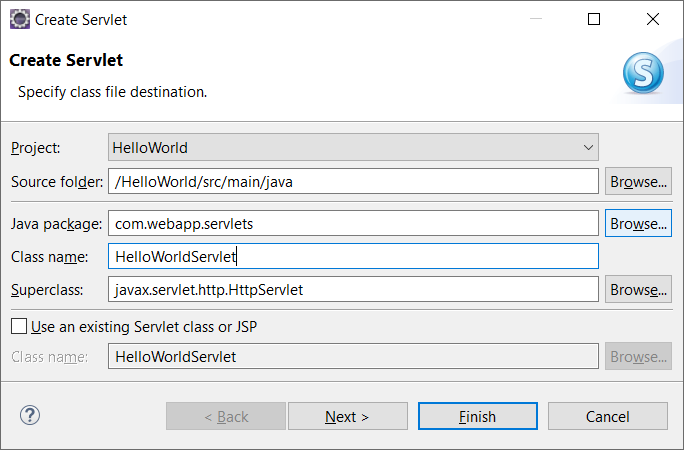 Create Servlet
Create Servlet
Specify class file destination.
S
Project: HelloWorld
Source folder: /HelloWorld/src/main/java Browse...
Java package: com.webapp.servlets Browse...
Class name: HelloWorldServlet
Superclass: javax.servlet.http.HttpServlet Browse...
Use an existing Servlet class or JSP
Class name: HelloWorldServlet Browse...
? < Back Next > Finish Cancel